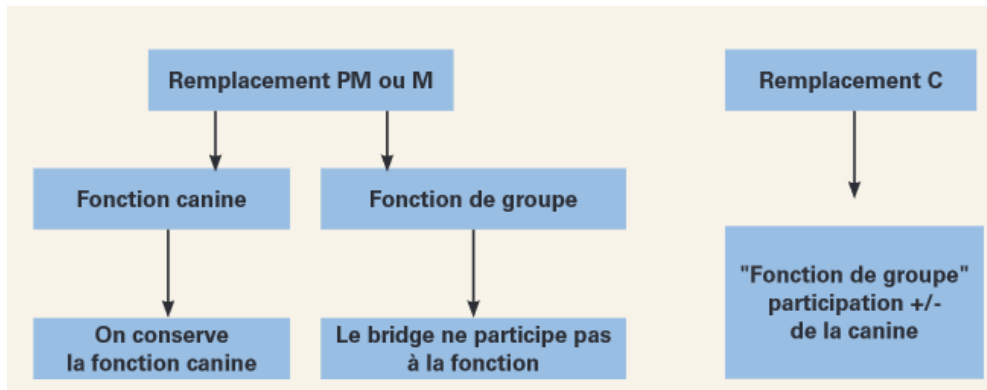 Remplacement PM ou M
Remplacement C
Fonction canine
Fonction de groupe
"Fonction de groupe"
participation +/-
de la canine
On conserve
la fonction canine
Le bridge ne participe pas
à la fonction